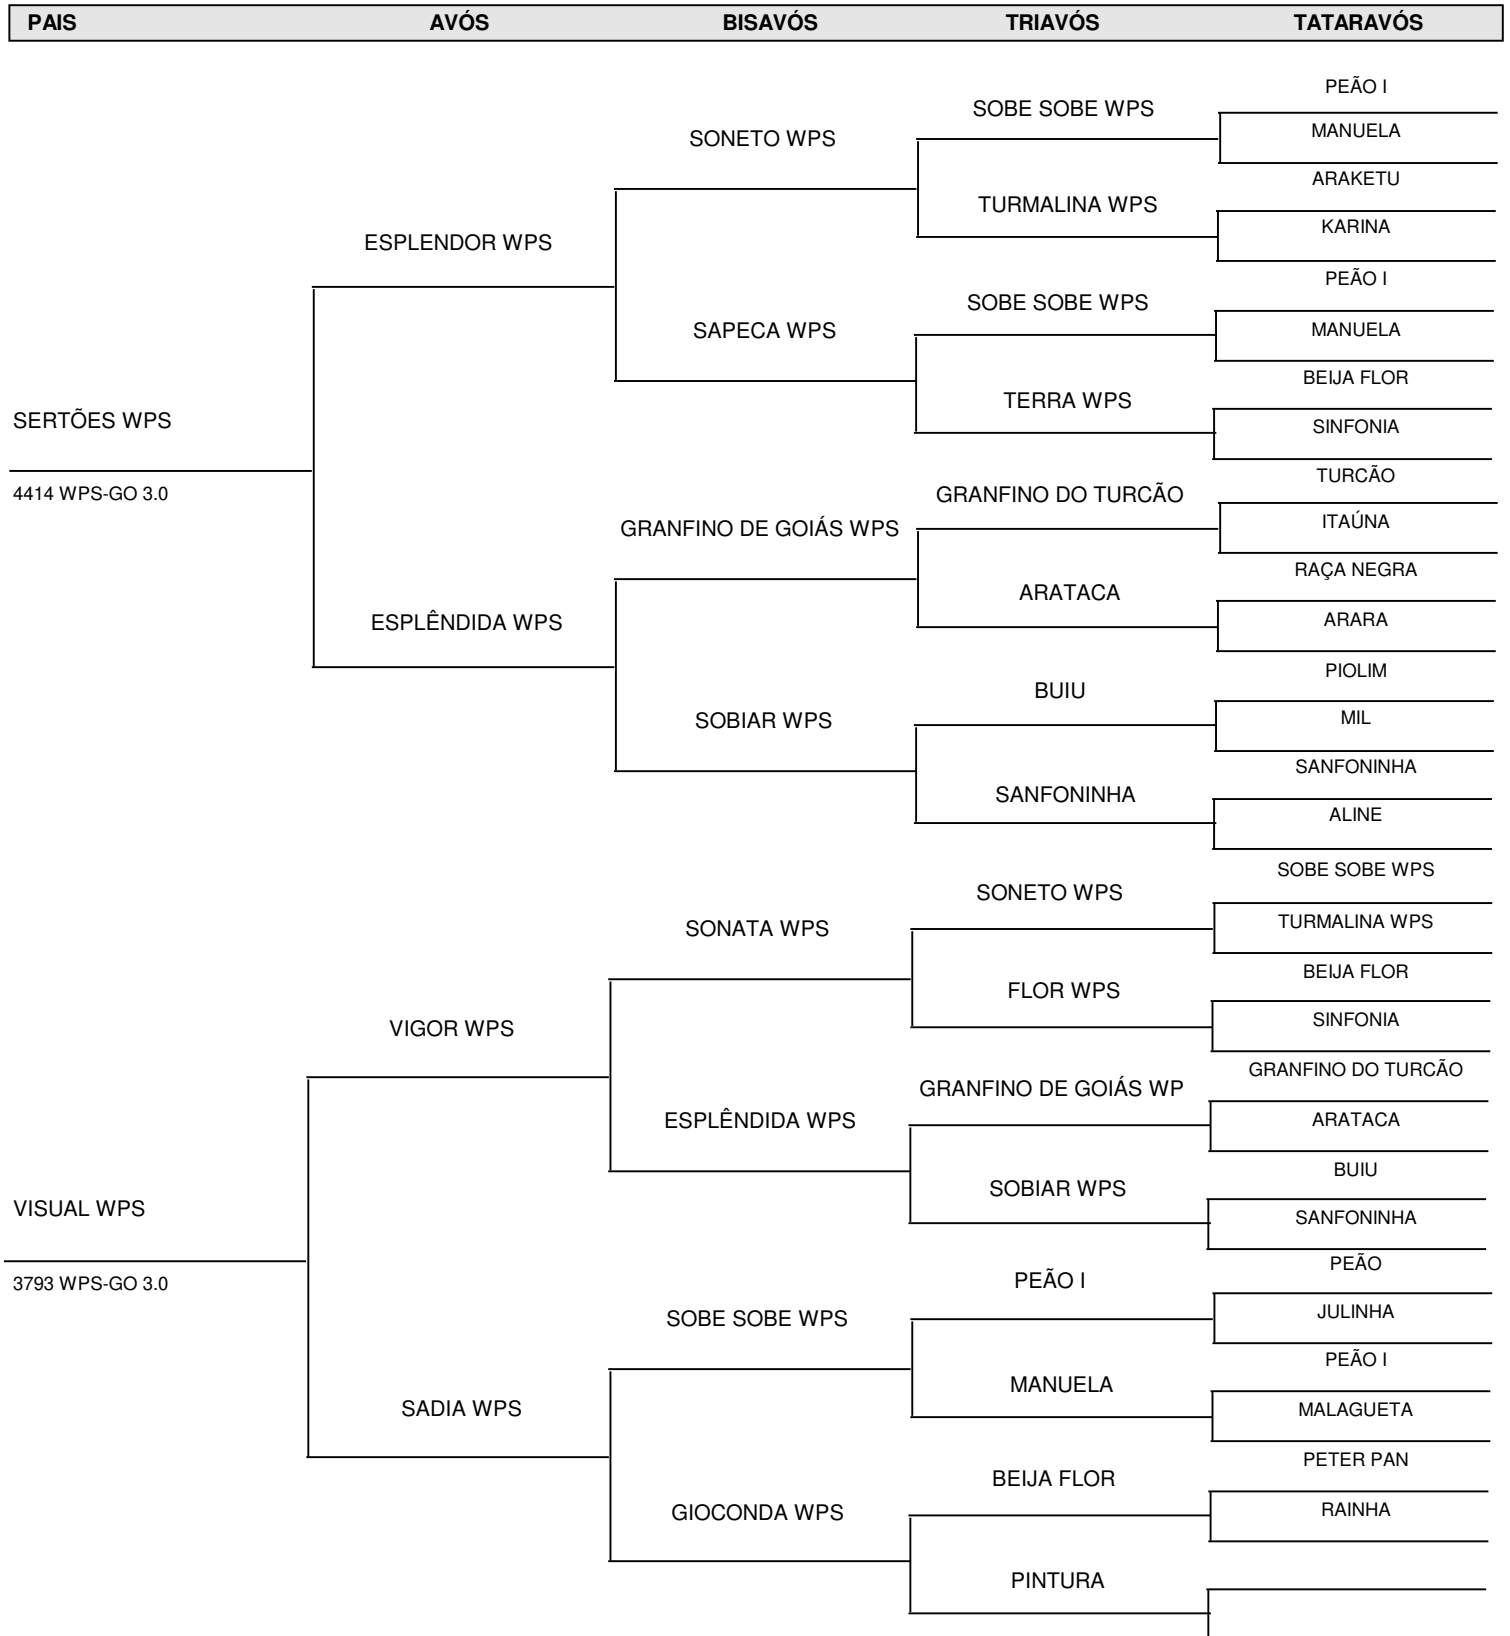 PAIS AVÓS BISAVÓS TRIAVÓS TATARAVÓS
PEÃO I
SOBE SOBE WPS
MANUELA
SONETO WPS
ARAKETU
TURMALINA WPS
KARINA
ESPLENDOR WPS
PEÃO I
SOBE SOBE WPS
MANUELA
SAPECA WPS
BEIJA FLOR
TERRA WPS
SINFONIA
SERTÕES WPS
4414 WPS-GO 3.0
TURCÃO
GRANFINO DO TURCÃO
ITAÚNA
GRANFINO DE GOIÁS WPS
RAÇA NEGRA
ARATACA
ARARA
ESPLÊNDIDA WPS
PIOLIM
BUIU
MIL
SOBIAR WPS
SANFONINHA
SANFONINHA
ALINE
SOBE SOBE WPS
SONETO WPS
TURMALINA WPS
SONATA WPS
BEIJA FLOR
FLOR WPS
SINFONIA
VIGOR WPS
GRANFINO DO TURCÃO
GRANFINO DE GOIÁS WP
ARATACA
ESPLÊNDIDA WPS
BUIU
SOBIAR WPS
SANFONINHA
VISUAL WPS
3793 WPS-GO 3.0
PEÃO
PEÃO I
JULINHA
SOBE SOBE WPS
PEÃO I
MANUELA
MALAGUETA
SADIA WPS
PETER PAN
BEIJA FLOR
RAINHA
GIOCONDA WPS
PINTURA